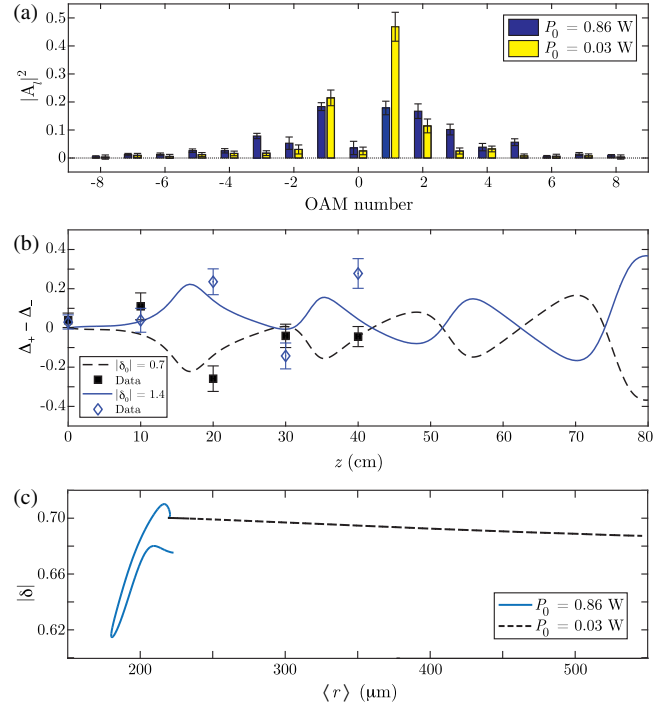 (a)
|A_l|^2
0.5
0.4
0.3
0.2
0.1
0
P_0 = 0.86 W
P_0 = 0.03 W
-8 -6 -4 -2 0 2 4 6 8
OAM number
(b)
Δ_+ − Δ_-
0.4
0.2
0
-0.2
-0.4
|δ_0| = 0.7
Data
|δ_0| = 1.4
Data
0 10 20 30 40 50 60 70 80
z (cm)
(c)
|δ|
0.70
0.66
0.62
P_0 = 0.86 W
P_0 = 0.03 W
200 300 400 500
⟨ r ⟩ (μm)